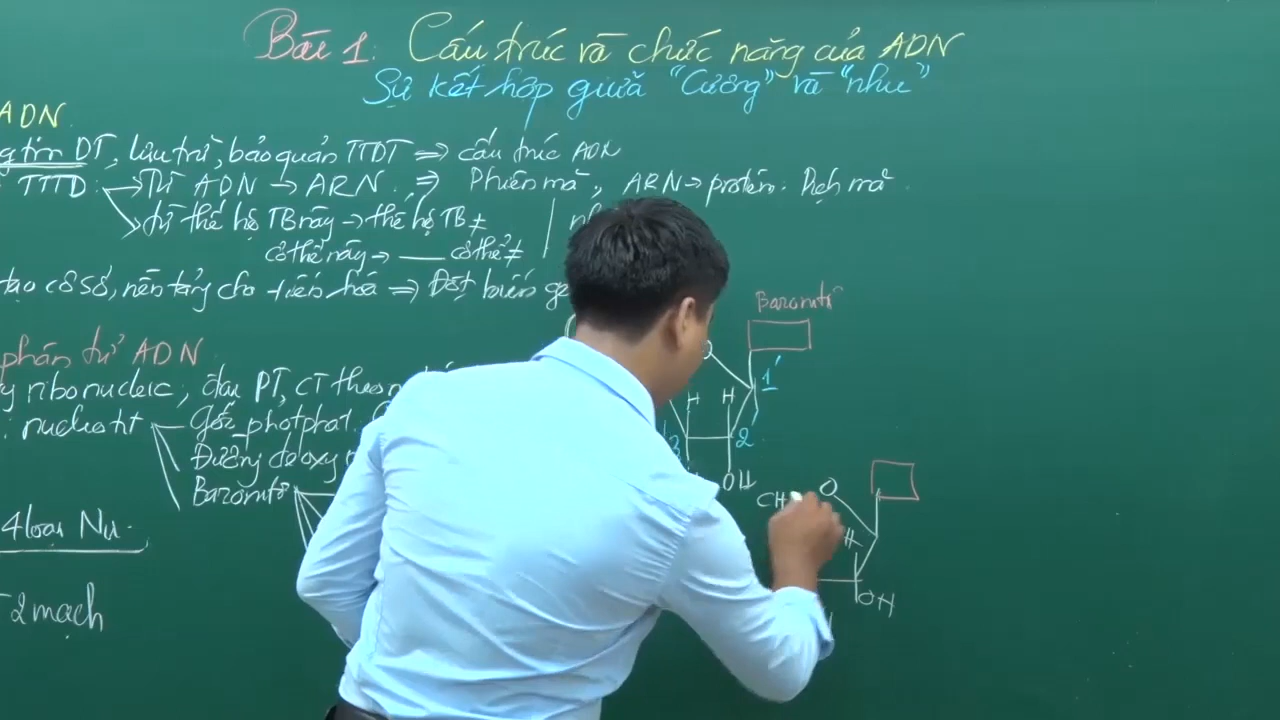 Bài 1: Cấu trúc và chức năng của ADN
Sự kết hợp giữa "Cương" và "nhu"
ADN
DT, lưu trữ, bảo quản TTDT ⇒ cấu trúc ADN
TTTD: → Từ ADN → ARN. ⇒ Phiên mã, ARN → protein. Dịch mã
từ thế hệ TB này → thế hệ TB ≠
cơ thể này → cơ thể ≠
tạo cơ sở, nền tảng cho tiến hoá ⇒ Đột biến
Bazơnitơ
1'
phân tử ADN
ribonucleic, đa PT, CT theo
H H
nucleotit
Gốc photphat.
3 2
Đường deoxy
OH
Bazơnitơ
CH
O
4 loại Nu.
H
OH
2 mạch